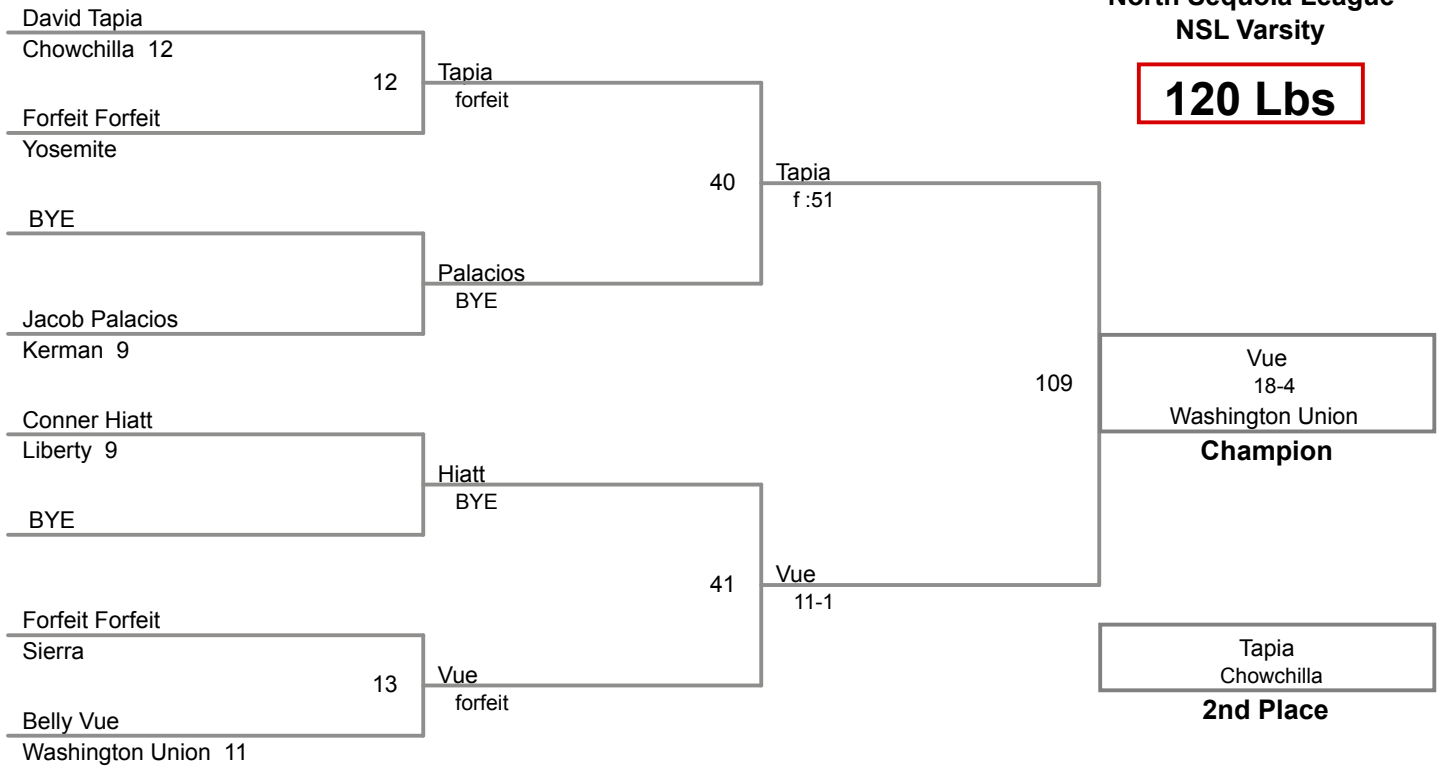 North Sequoia League
NSL Varsity
120 Lbs
David Tapia
Chowchilla 12
12
Forfeit Forfeit
Yosemite
Tapia
forfeit
BYE
Jacob Palacios
Kerman 9
Palacios
BYE
40
Tapia
f :51
Conner Hiatt
Liberty 9
BYE
Hiatt
BYE
Forfeit Forfeit
Sierra
13
Belly Vue
Washington Union 11
Vue
forfeit
41
Vue
11-1
109
Vue
18-4
Washington Union
Champion
Tapia
Chowchilla
2nd Place